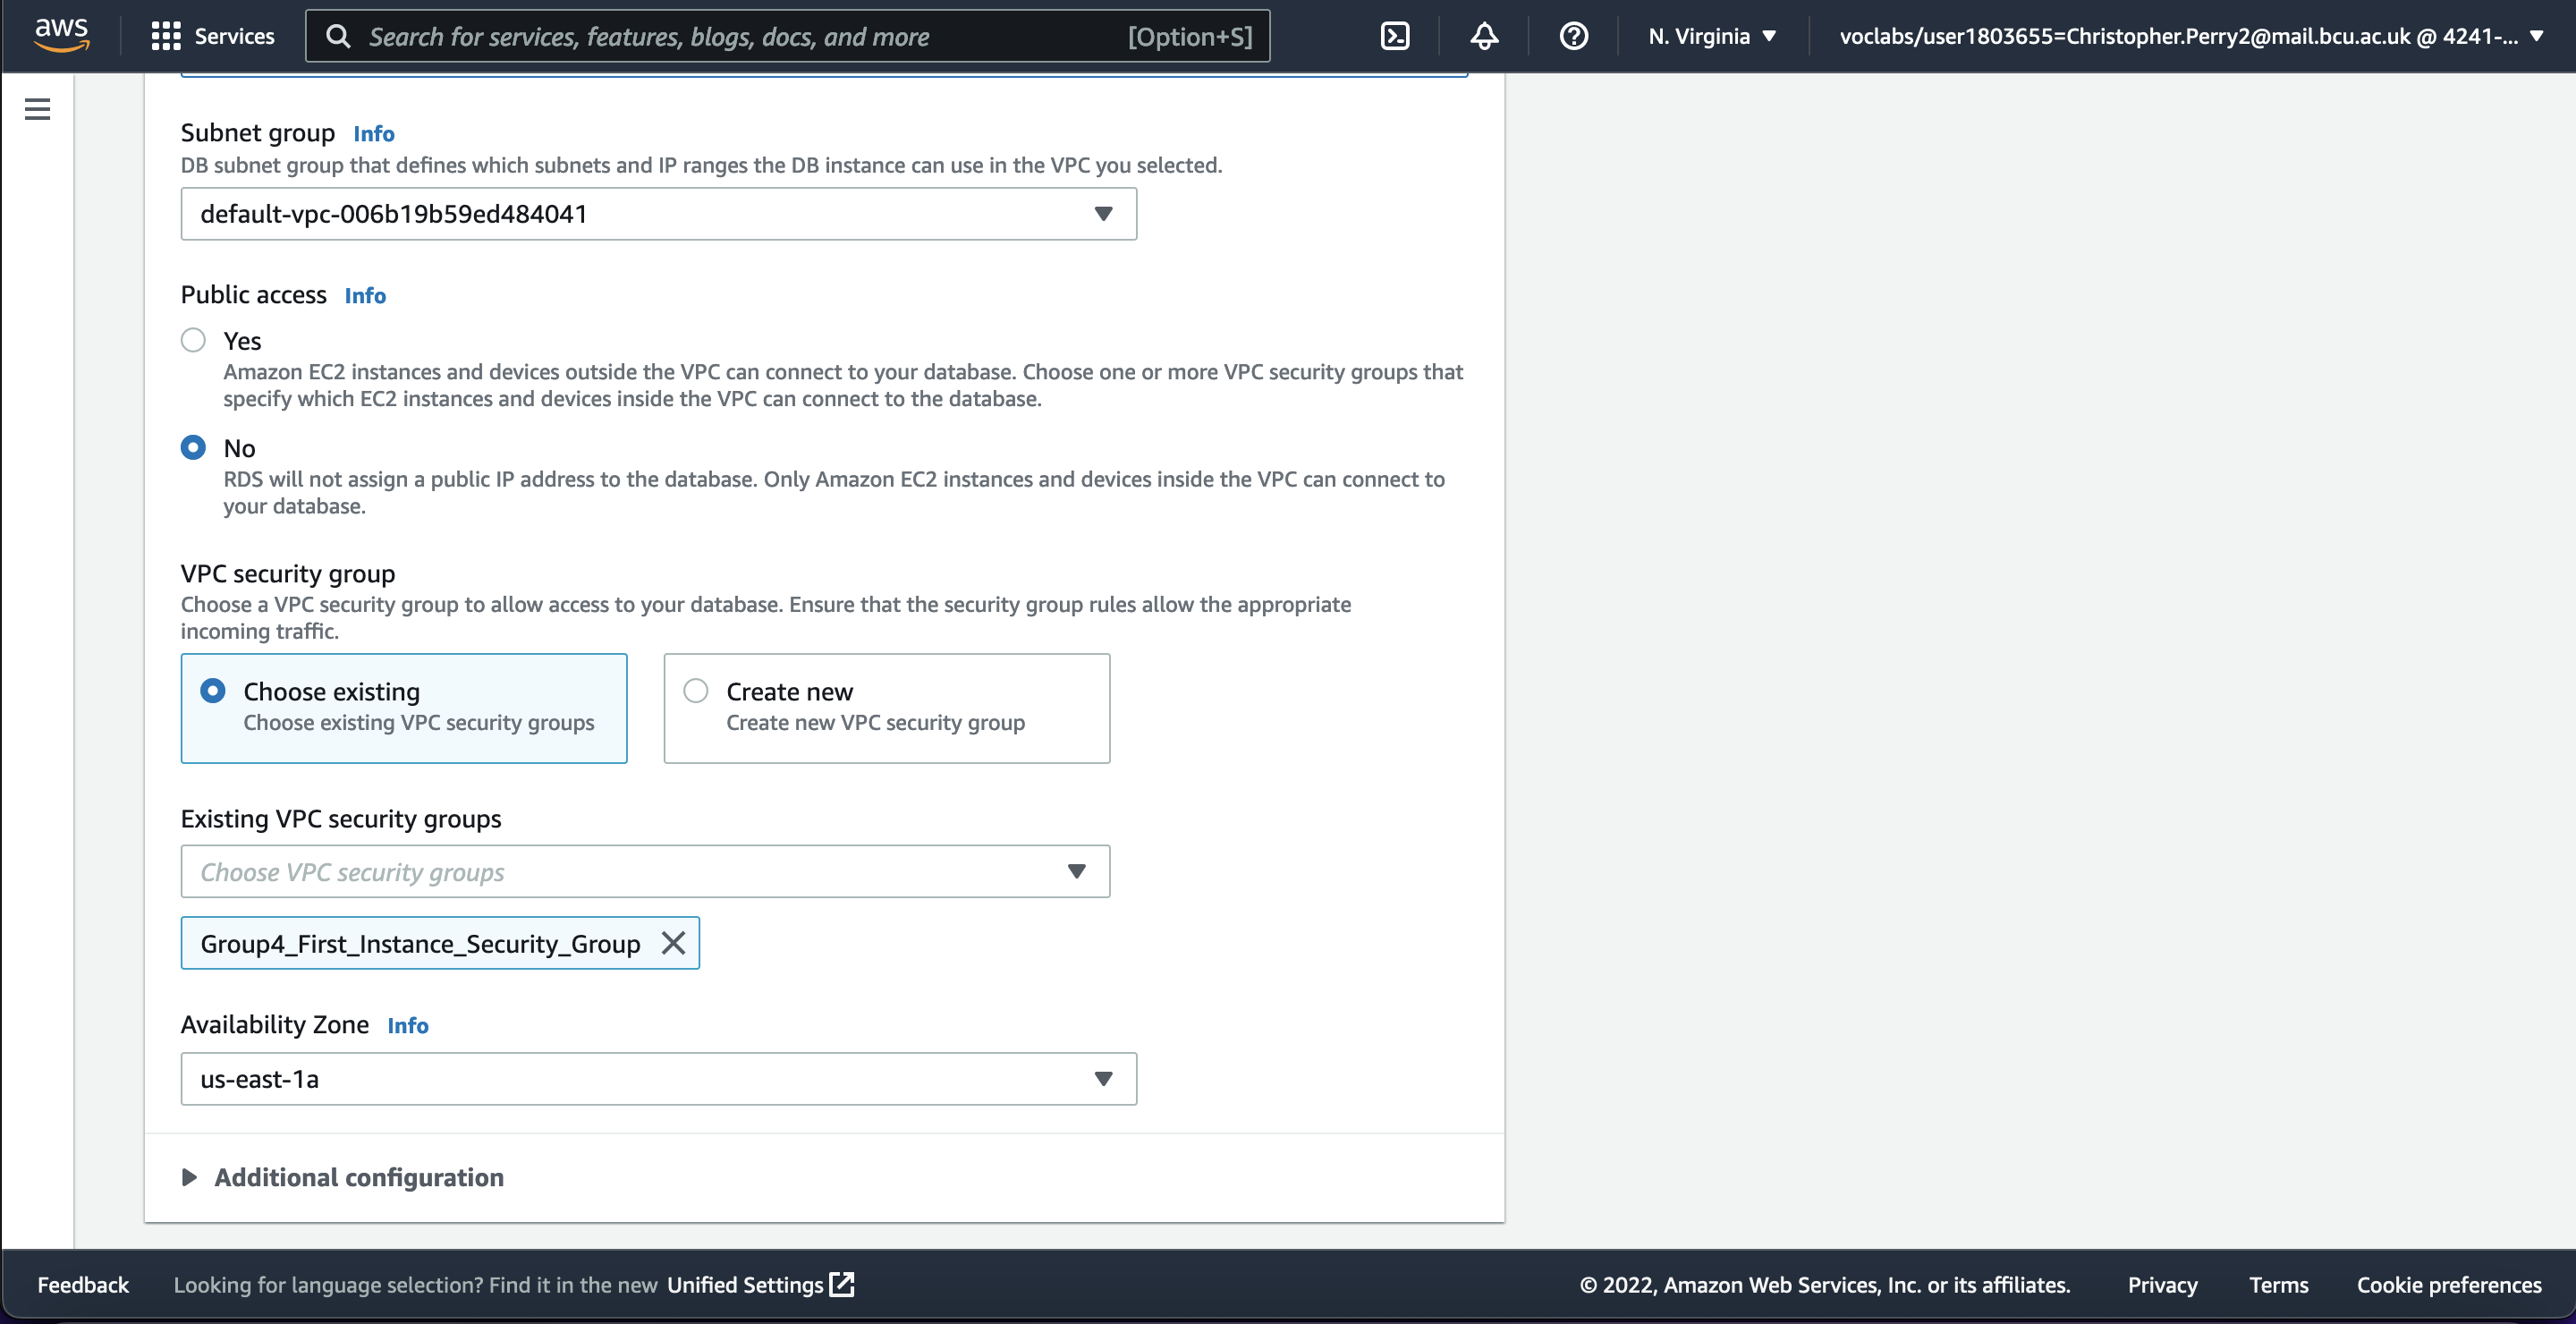 aws
Services
Search for services, features, blogs, docs, and more
[Option+S]
N. Virginia
voclabs/user1803655=Christopher.Perry2@mail.bcu.ac.uk @ 4241-...
Subnet group Info
DB subnet group that defines which subnets and IP ranges the DB instance can use in the VPC you selected.
default-vpc-006b19b59ed484041
Public access Info
Yes
Amazon EC2 instances and devices outside the VPC can connect to your database. Choose one or more VPC security groups that
specify which EC2 instances and devices inside the VPC can connect to the database.
No
RDS will not assign a public IP address to the database. Only Amazon EC2 instances and devices inside the VPC can connect to
your database.
VPC security group
Choose a VPC security group to allow access to your database. Ensure that the security group rules allow the appropriate
incoming traffic.
Choose existing
Choose existing VPC security groups
Create new
Create new VPC security group
Existing VPC security groups
Choose VPC security groups
Group4_First_Instance_Security_Group
Availability Zone Info
us-east-1a
Additional configuration
Feedback
Looking for language selection? Find it in the new Unified Settings
© 2022, Amazon Web Services, Inc. or its affiliates.
Privacy
Terms
Cookie preferences